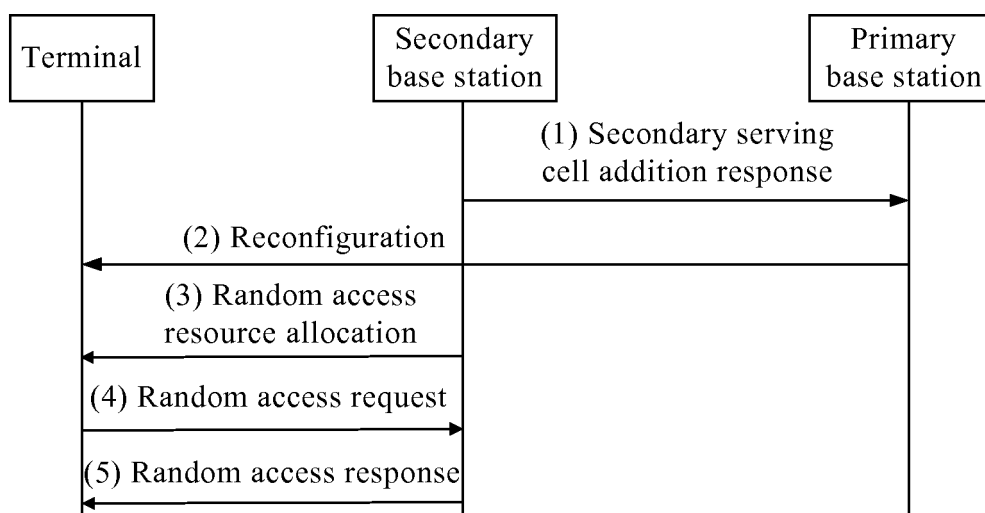 Terminal
Secondary
base station
Primary
base station
(1) Secondary serving
cell addition response
(2) Reconfiguration
(3) Random access
resource allocation
(4) Random access request
(5) Random access response